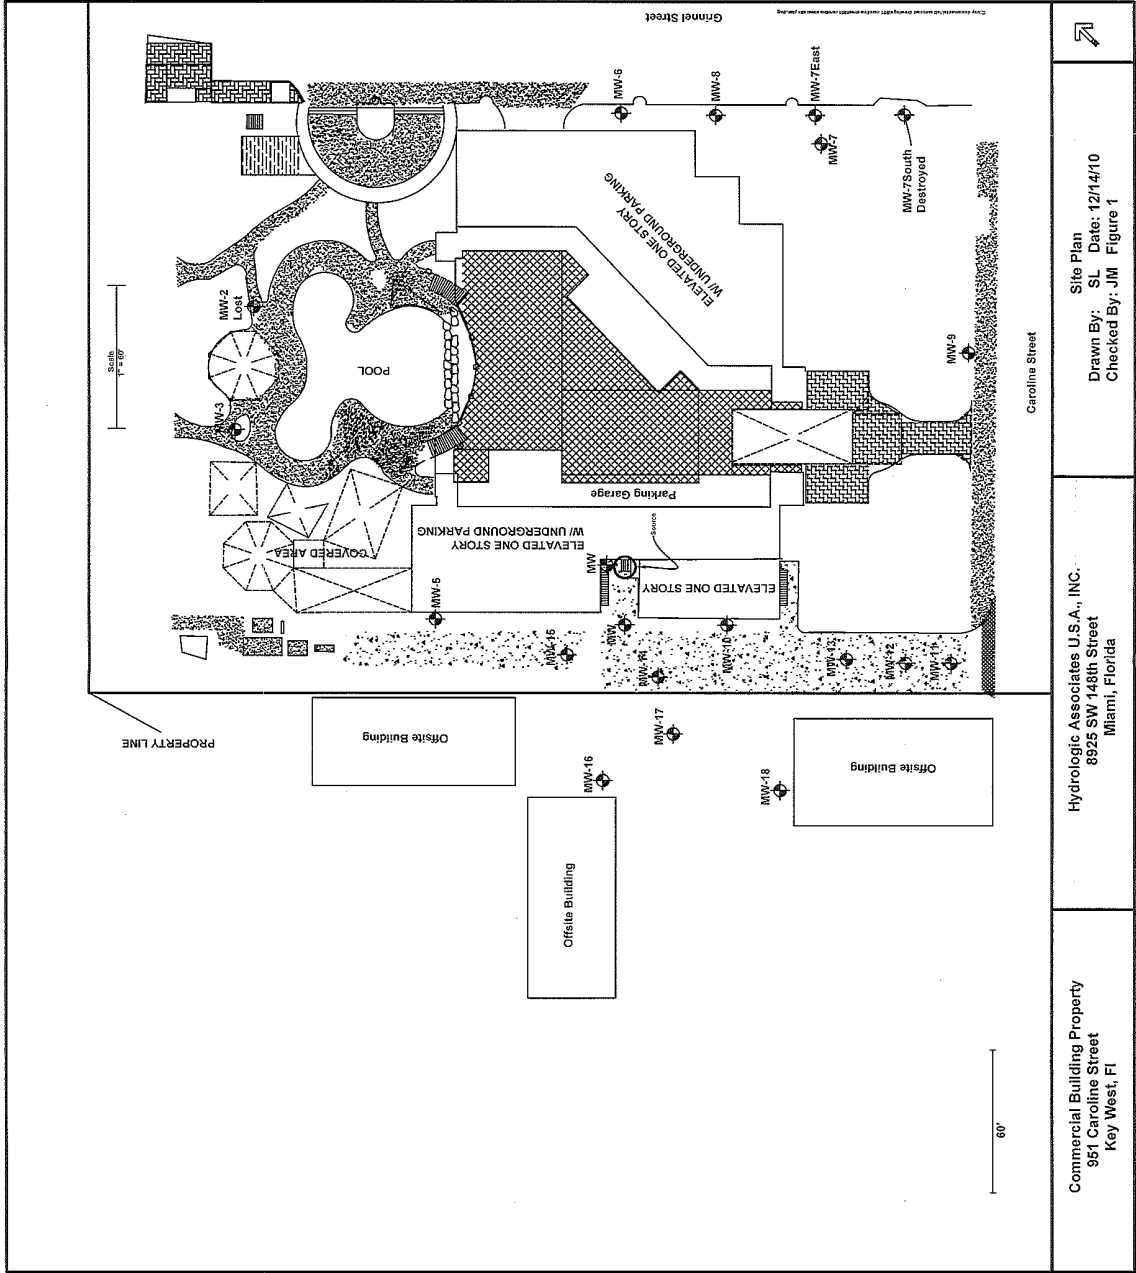 Grinnel Street
MW-6
MW-8
MW-7East
MW-7
MW-7South
Destroyed
ELEVATED ONE STORY
W/ UNDERGROUND PARKING
MW-2
Lost
Scale
1" = 60'
POOL
MW-3
MW-9
Caroline Street
Parking Garage
ELEVATED ONE STORY
W/ UNDERGROUND PARKING
COVERED AREA
Source
MW
ELEVATED ONE STORY
MW-5
MW-15
MW
MW-14
MW-10
MW-13
MW-12
MW-11
PROPERTY LINE
Offsite Building
MW-17
MW-16
MW-18
Offsite Building
Offsite Building
60'
Commercial Building Property
951 Caroline Street
Key West, Fl
Hydrologic Associates U.S.A., INC.
8925 SW 148th Street
Miami, Florida
Site Plan
Drawn By: SL Date: 12/14/10
Checked By: JM Figure 1